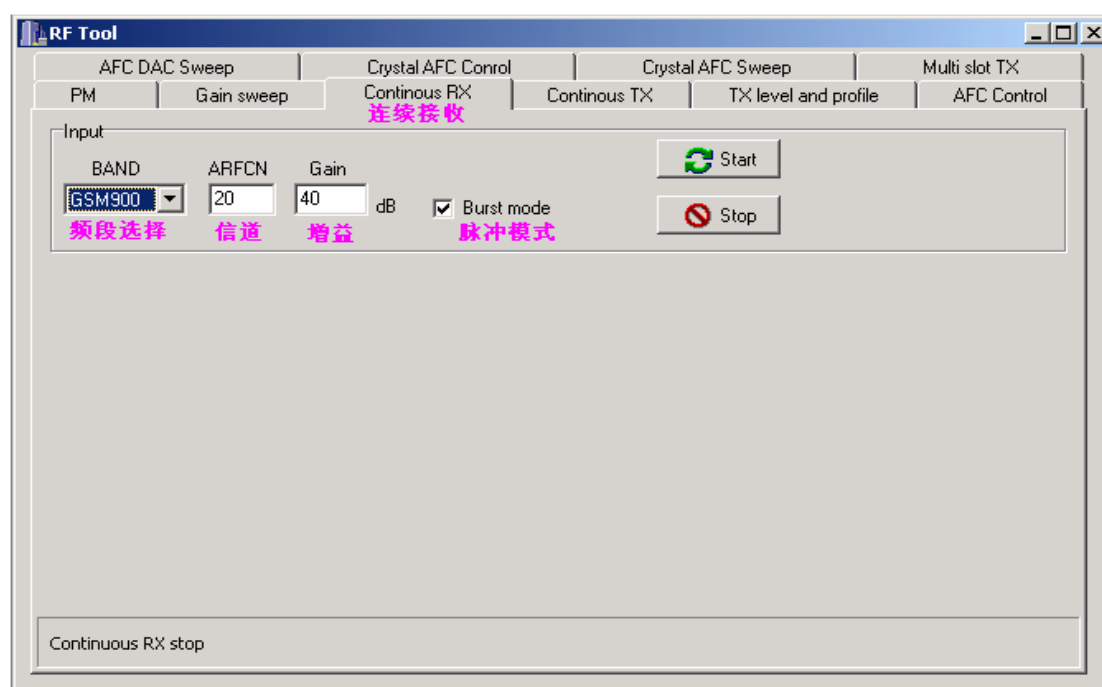 RF Tool
AFC DAC Sweep Crystal AFC Conrol Crystal AFC Sweep Multi slot TX
PM Gain sweep Continous RX Continous TX TX level and profile AFC Control
连续接收
Input
Start
BAND ARFCN Gain
GSM900 20 40 dB Burst mode
Stop
频段选择 信道 增益 脉冲模式
Continuous RX stop